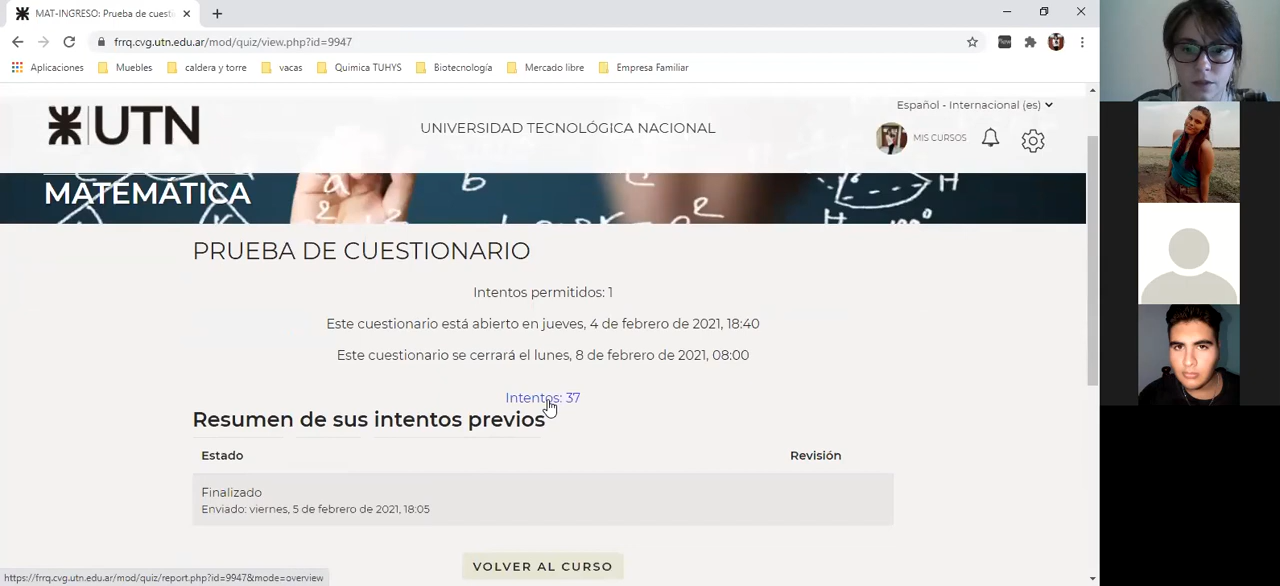 MAT-INGRESO: Prueba de cuesti
frrq.cvg.utn.edu.ar/mod/quiz/view.php?id=9947
Aplicaciones
Muebles
caldera y torre
vacas
Quimica TUHYS
Biotecnología
Mercado libre
Empresa Familiar
UTN
UNIVERSIDAD TECNOLÓGICA NACIONAL
Español - Internacional (es)
MIS CURSOS
MATEMÁTICA
PRUEBA DE CUESTIONARIO
Intentos permitidos: 1
Este cuestionario está abierto en jueves, 4 de febrero de 2021, 18:40
Este cuestionario se cerrará el lunes, 8 de febrero de 2021, 08:00
Intentos: 37
Resumen de sus intentos previos
Estado
Revisión
Finalizado
Enviado: viernes, 5 de febrero de 2021, 18:05
VOLVER AL CURSO
https://frrq.cvg.utn.edu.ar/mod/quiz/report.php?id=9947&mode=overview